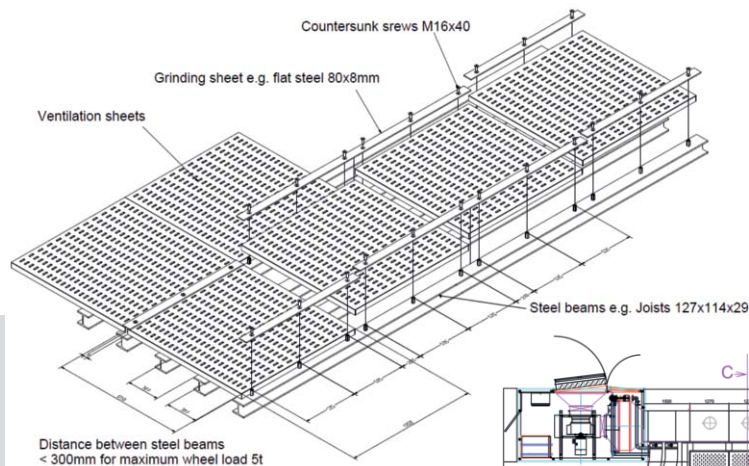 Countersunk srews M16x40
Grinding sheet e.g. flat steel 80x8mm
Ventilation sheets
Steel beams e.g. Joists 127x114x29
C
Distance between steel beams
< 300mm for maximum wheel load 5t